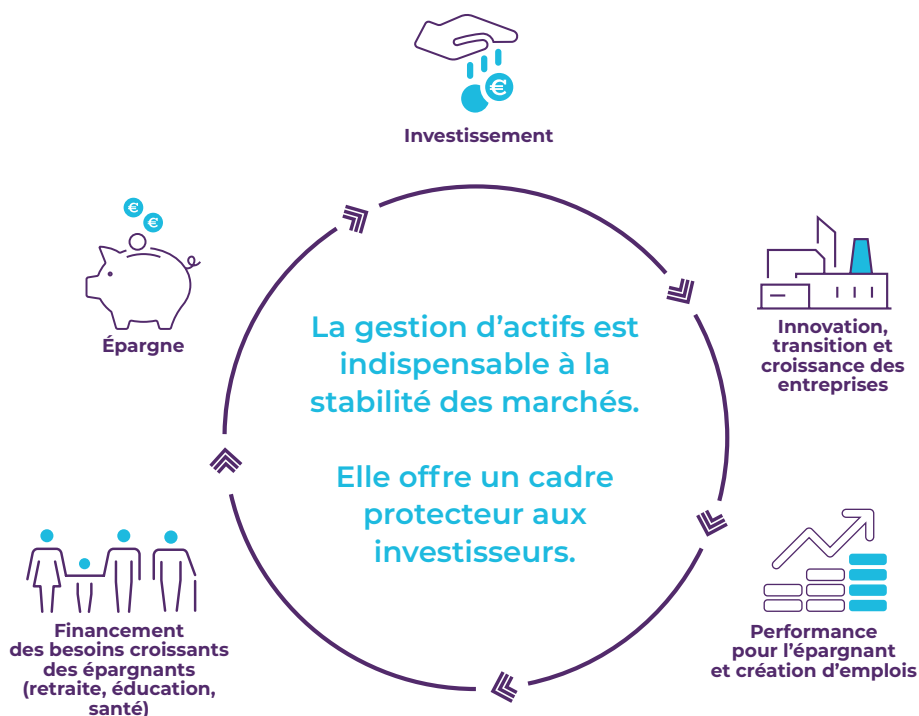 €
€
Investissement
€
€
Épargne
La gestion d’actifs est
indispensable à la
stabilité des marchés.
Elle offre un cadre
protecteur aux
investisseurs.
Innovation,
transition et
croissance des
entreprises
Performance
pour l’épargnant
et création d’emplois
Financement
des besoins croissants
des épargnants
(retraite, éducation,
santé)